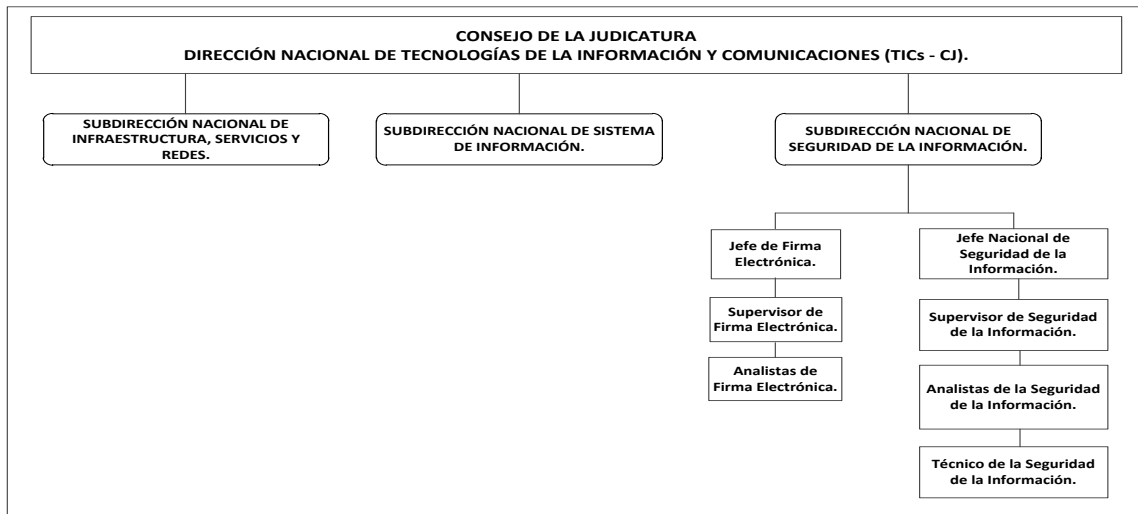 CONSEJO DE LA JUDICATURA
DIRECCIÓN NACIONAL DE TECNOLOGÍAS DE LA INFORMACIÓN Y COMUNICACIONES (TICs - CJ).
SUBDIRECCIÓN NACIONAL DE
INFRAESTRUCTURA, SERVICIOS Y
REDES.
SUBDIRECCIÓN NACIONAL DE SISTEMA
DE INFORMACIÓN.
SUBDIRECCIÓN NACIONAL DE
SEGURIDAD DE LA INFORMACIÓN.
Jefe de Firma
Electrónica.
Supervisor de
Firma Electrónica.
Analistas de
Firma Electrónica.
Jefe Nacional de
Seguridad de la
Información.
Supervisor de Seguridad
de la Información.
Analistas de la Seguridad
de la Información.
Técnico de la Seguridad
de la Información.